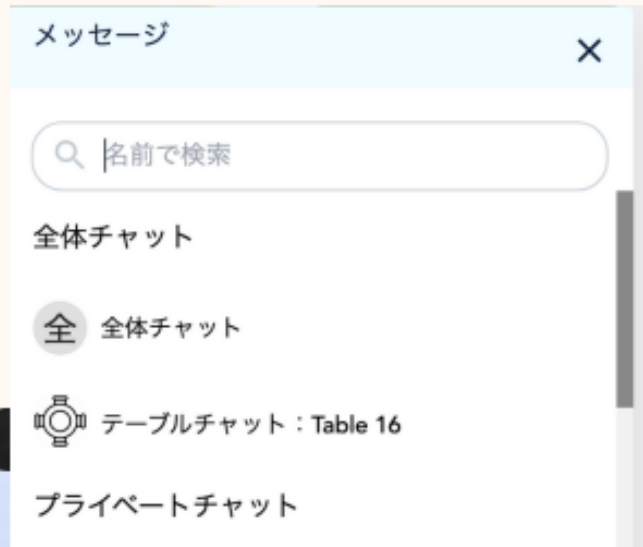 メッセージ
名前で検索
全体チャット
全 全体チャット
テーブルチャット：Table 16
プライベートチャット